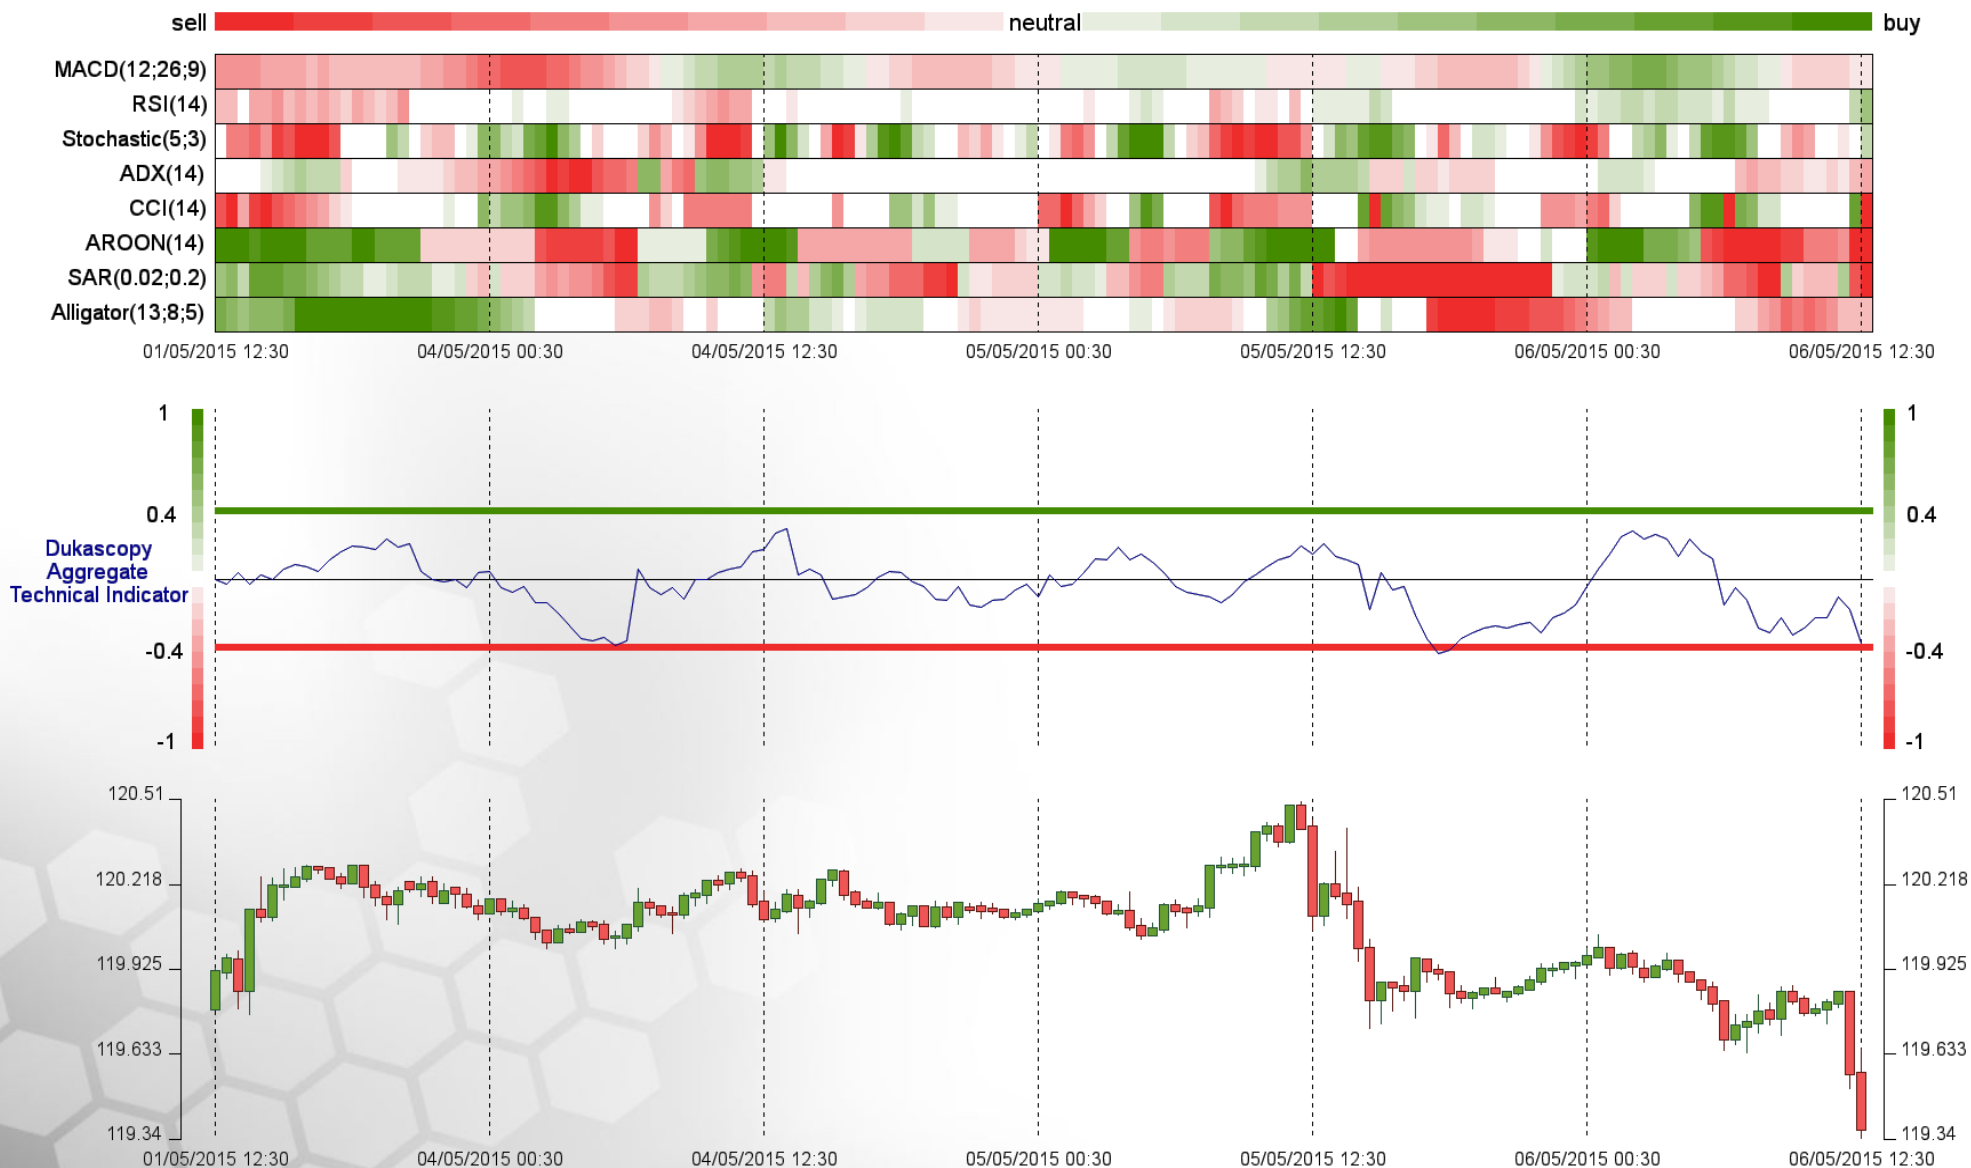 sell neutral buy
MACD(12;26;9)
RSI(14)
Stochastic(5;3)
ADX(14)
CCI(14)
AROON(14)
SAR(0.02;0.2)
Alligator(13;8;5)
01/05/2015 12:30 04/05/2015 00:30 04/05/2015 12:30 05/05/2015 00:30 05/05/2015 12:30 06/05/2015 00:30 06/05/2015 12:30
1 1
0.4 0.4
Dukascopy
Aggregate
Technical Indicator
-0.4 -0.4
-1 -1
120.51 120.51
120.218 120.218
119.925 119.925
119.633 119.633
119.34 119.34
01/05/2015 12:30 04/05/2015 00:30 04/05/2015 12:30 05/05/2015 00:30 05/05/2015 12:30 06/05/2015 00:30 06/05/2015 12:30